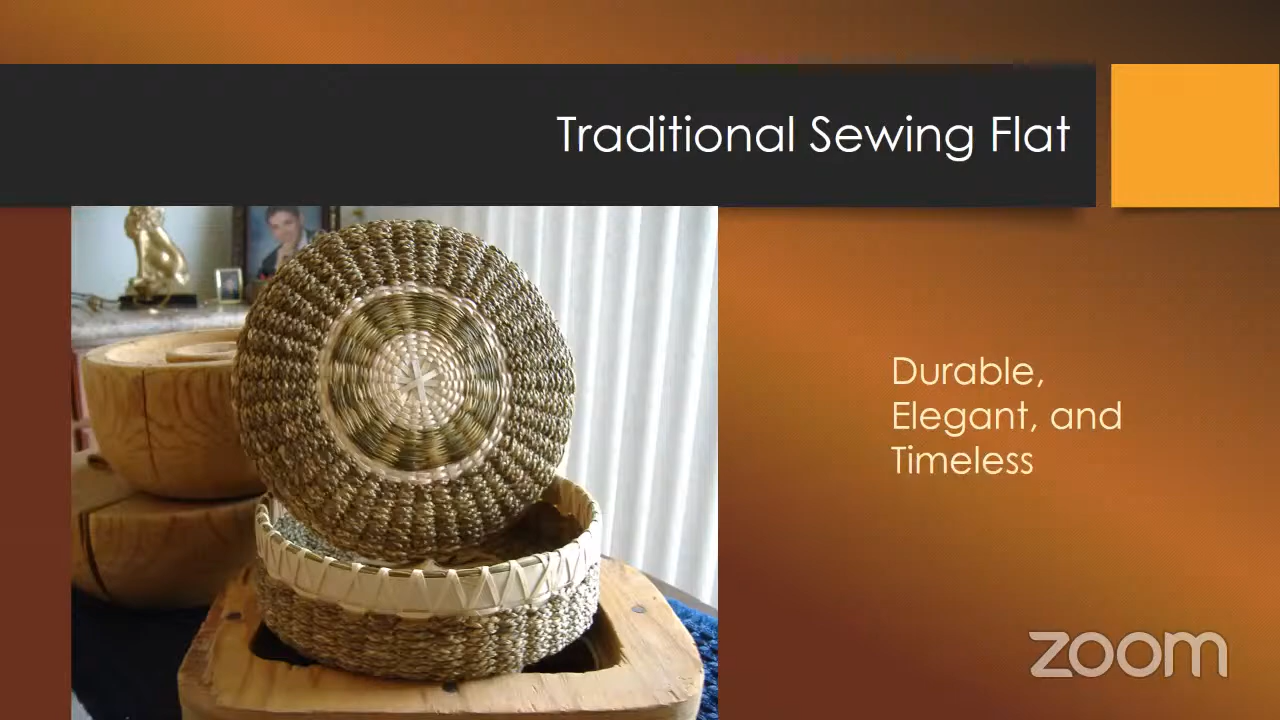 Traditional Sewing Flat
Durable,
Elegant, and
Timeless
zoom